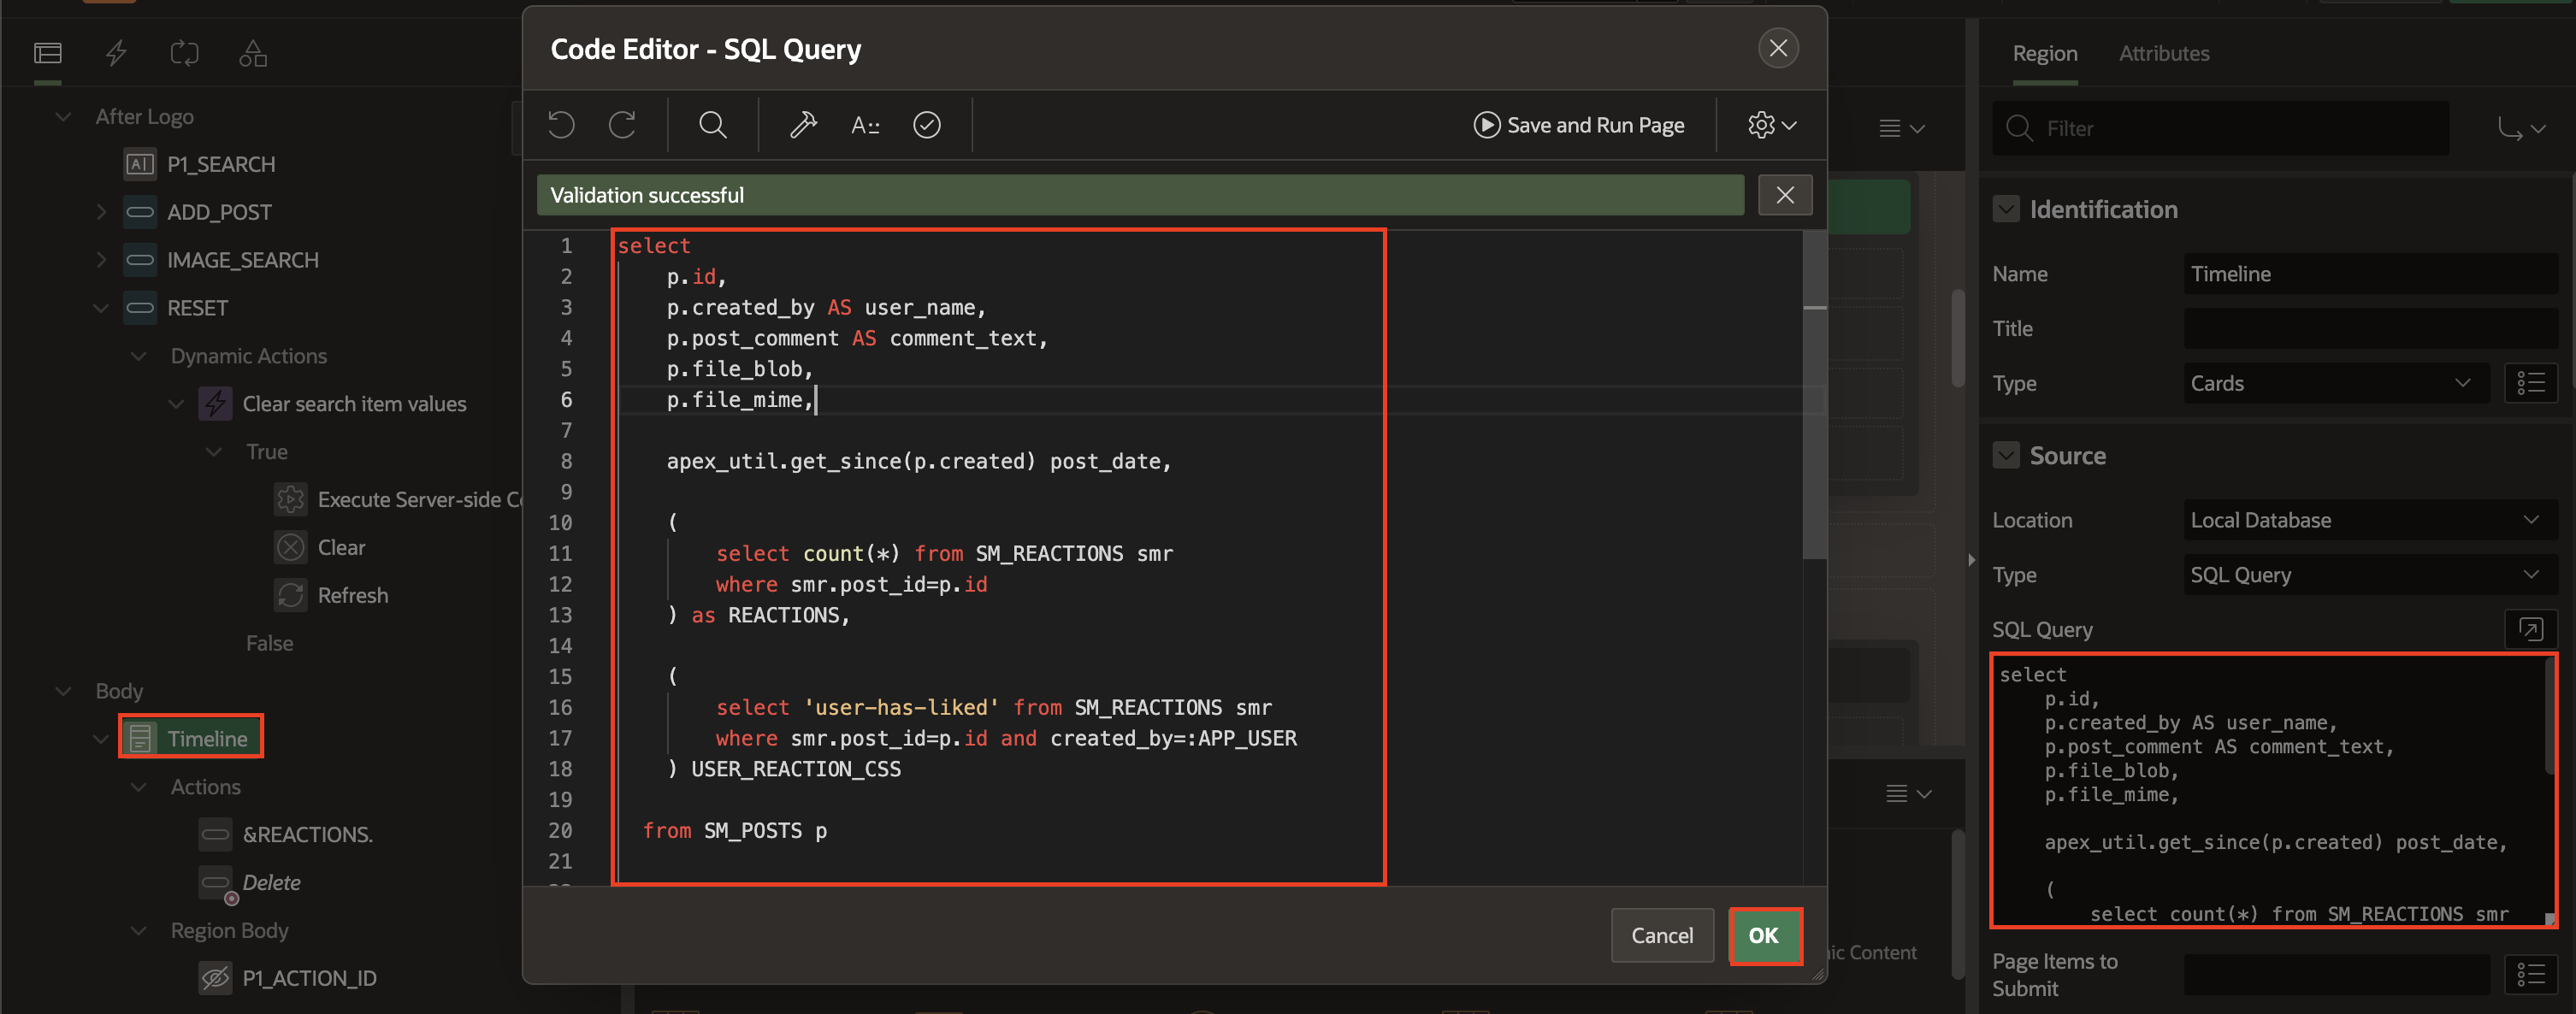 After Logo
P1_SEARCH
ADD_POST
IMAGE_SEARCH
RESET
Dynamic Actions
Clear search item values
True
Execute Server-side
Clear
Refresh
False
Body
Timeline
Actions
&REACTIONS.
Delete
Region Body
P1_ACTION_ID
Code Editor - SQL Query
Save and Run Page
Validation successful
1 select
2 p.id,
3 p.created_by AS user_name,
4 p.post_comment AS comment_text,
5 p.file_blob,
6 p.file_mime,
7
8 apex_util.get_since(p.created) post_date,
9
10 (
11 select count(*) from SM_REACTIONS smr
12 where smr.post_id=p.id
13 ) as REACTIONS,
14
15 (
16 select 'user-has-liked' from SM_REACTIONS smr
17 where smr.post_id=p.id and created_by=:APP_USER
18 ) USER_REACTION_CSS
19
20 from SM_POSTS p
21
Cancel
OK
Content
Region
Attributes
Filter
Identification
Name Timeline
Title
Type Cards
Source
Location Local Database
Type SQL Query
SQL Query
select
p.id,
p.created_by AS user_name,
p.post_comment AS comment_text,
p.file_blob,
p.file_mime,
apex_util.get_since(p.created) post_date,
(
select count(*) from SM_REACTIONS smr
Page Items to
Submit